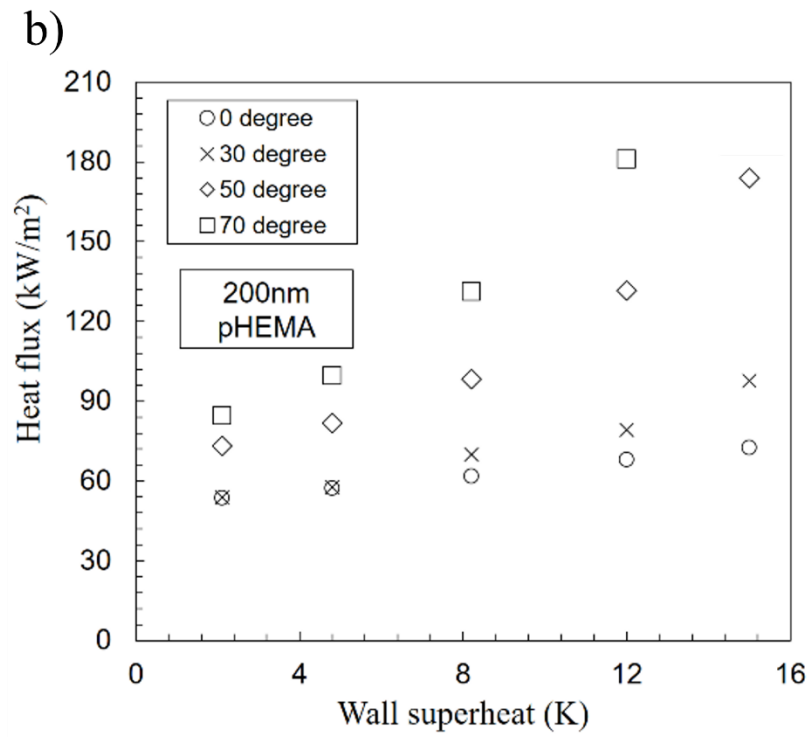 b)
210
180
150
120
90
60
30
0
Heat flux (kW/m²)
0 degree
30 degree
50 degree
70 degree
200nm
pHEMA
0 4 8 12 16
Wall superheat (K)